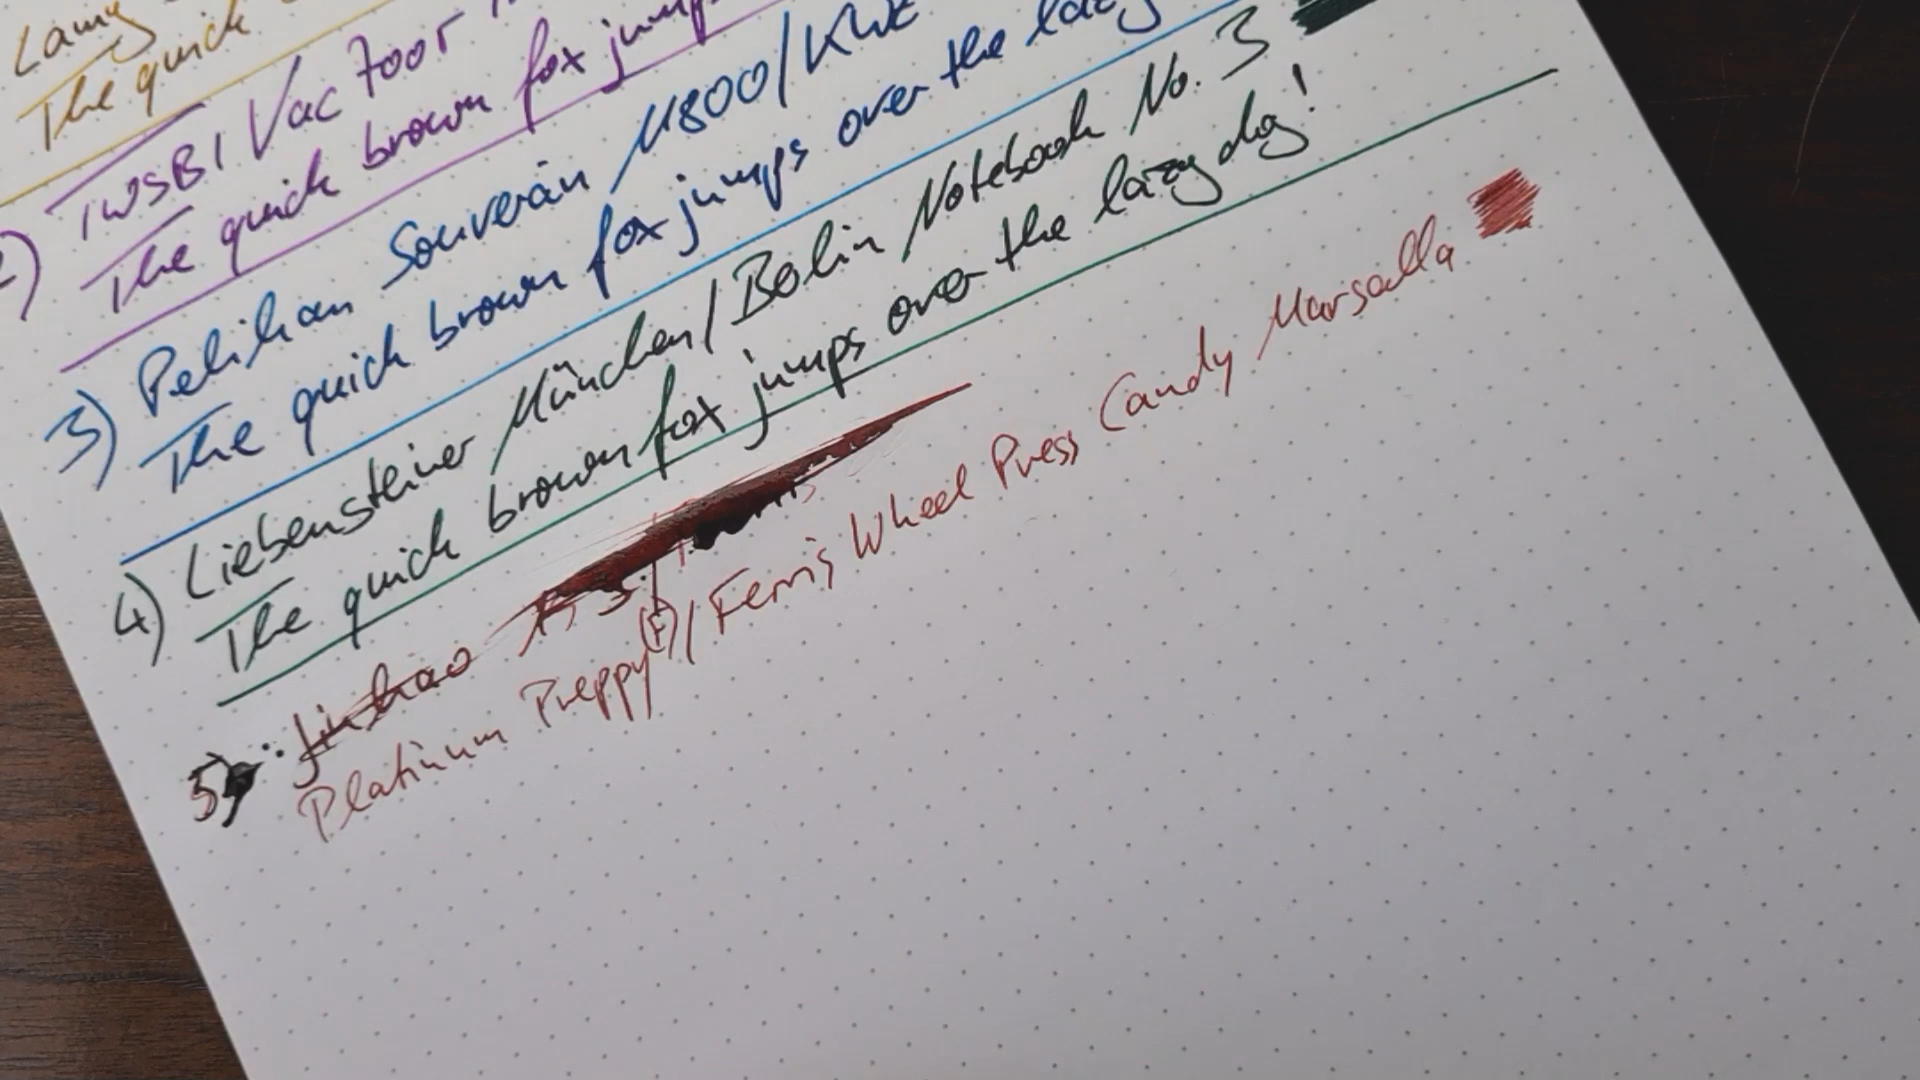 Lamy
The quick
TWSBI Vac 700r
The quick brown fox jumps
3) Pelikan Souverän M800/KWZ
The quick brown fox jumps over the lazy
4) Liebensteiner München/Berlin Notebook No. 3
The quick brown fox jumps over the lazy dog!
5) Jinhao
Platinum Preppy (F)/Ferris Wheel Press Candy Marsalla